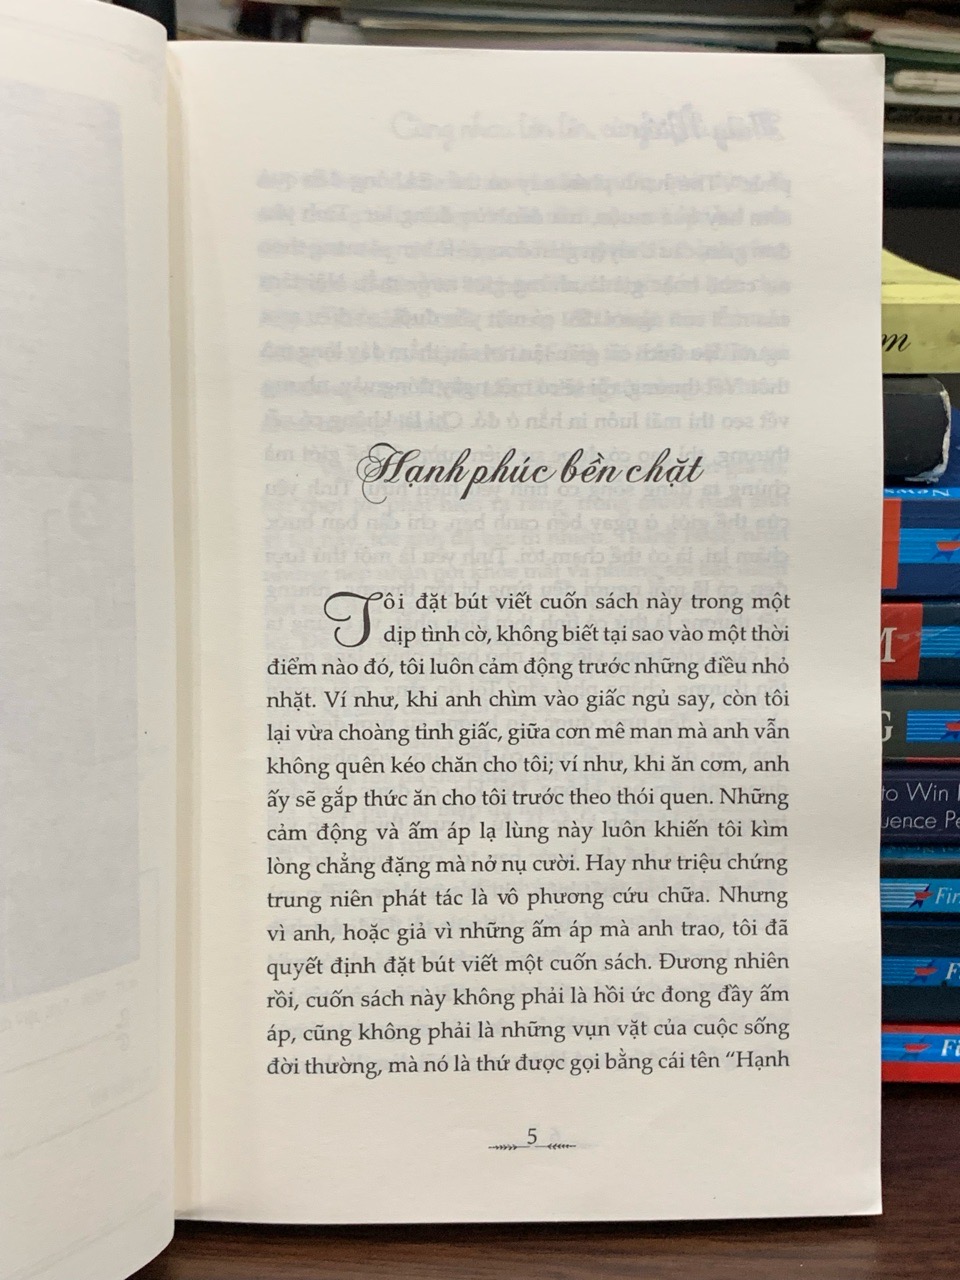 Hạnh phúc bền chặt
Tôi đặt bút viết cuốn sách này trong một
dịp tình cờ, không biết tại sao vào một thời
điểm nào đó, tôi luôn cảm động trước những điều nhỏ
nhặt. Ví như, khi anh chìm vào giấc ngủ say, còn tôi
lại vừa choàng tỉnh giấc, giữa cơn mê man mà anh vẫn
không quên kéo chăn cho tôi; ví như, khi ăn cơm, anh
ấy sẽ gắp thức ăn cho tôi trước theo thói quen. Những
cảm động và ấm áp lạ lùng này luôn khiến tôi kìm
lòng chẳng đặng mà nở nụ cười. Hay như triệu chứng
trung niên phát tác là vô phương cứu chữa. Nhưng
vì anh, hoặc giả vì những ấm áp mà anh trao, tôi đã
quyết định đặt bút viết một cuốn sách. Đương nhiên
rồi, cuốn sách này không phải là hồi ức đong đầy ấm
áp, cũng không phải là những vụn vặt của cuộc sống
đời thường, mà nó là thứ được gọi bằng cái tên “Hạnh
5
to Win
uence Pe
Fin
F
Fi